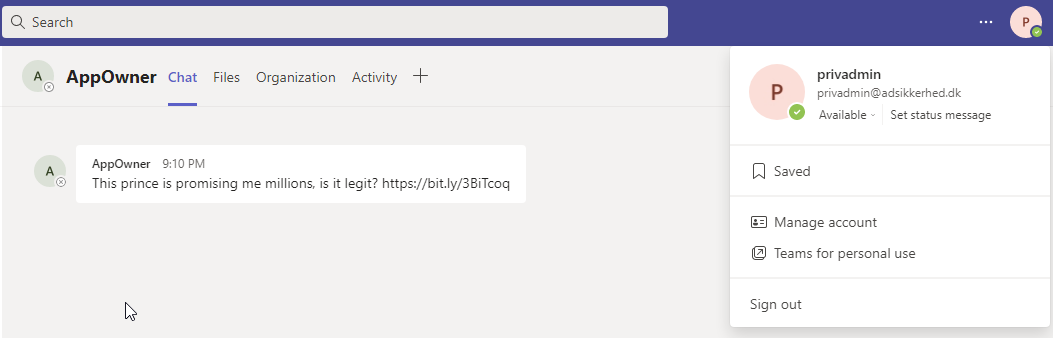 Search
P
A
AppOwner Chat Files Organization Activity
P
privadmin
privadmin@adsikkerhed.dk
Available Set status message
A
AppOwner 9:10 PM
This prince is promising me millions, is it legit? https://bit.ly/3BiTcoq
Saved
Manage account
Teams for personal use
Sign out